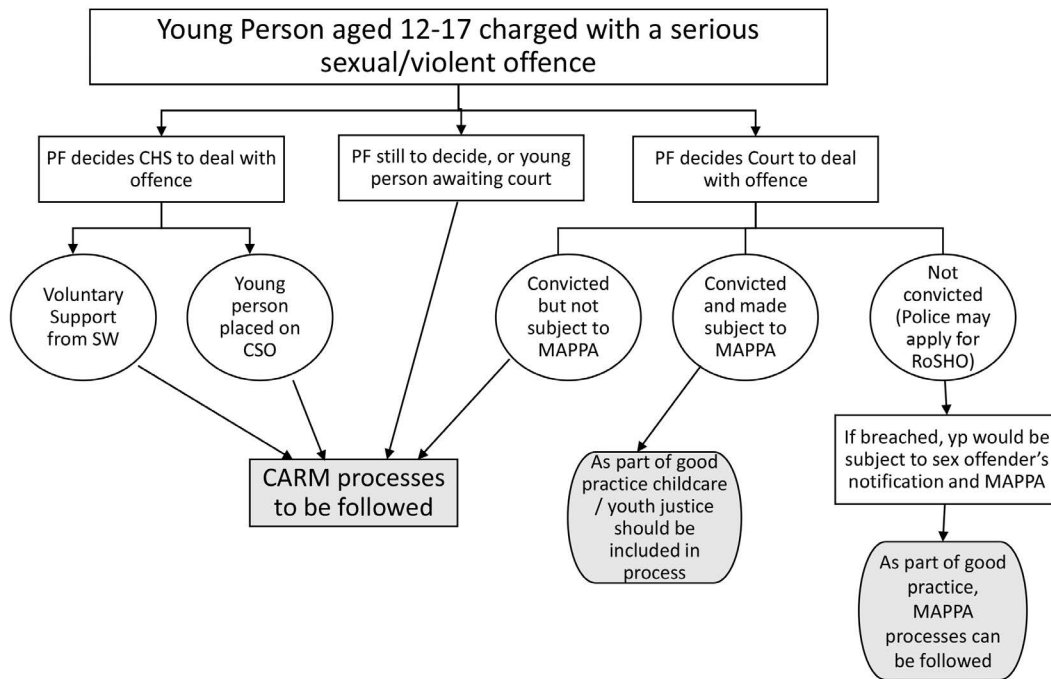 Young Person aged 12-17 charged with a serious
sexual/violent offence
PF decides CHS to deal with
offence
PF still to decide, or young
person awaiting court
PF decides Court to deal
with offence
Voluntary
Support
from SW
Young
person
placed on
CSO
Convicted
but not
subject to
MAPPA
Convicted
and made
subject to
MAPPA
Not
convicted
(Police may
apply for
RoSHO)
CARM processes
to be followed
As part of good
practice childcare
/ youth justice
should be
included in
process
If breached, yp would be
subject to sex offender's
notification and MAPPA
As part of good
practice,
MAPPA
processes can
be followed